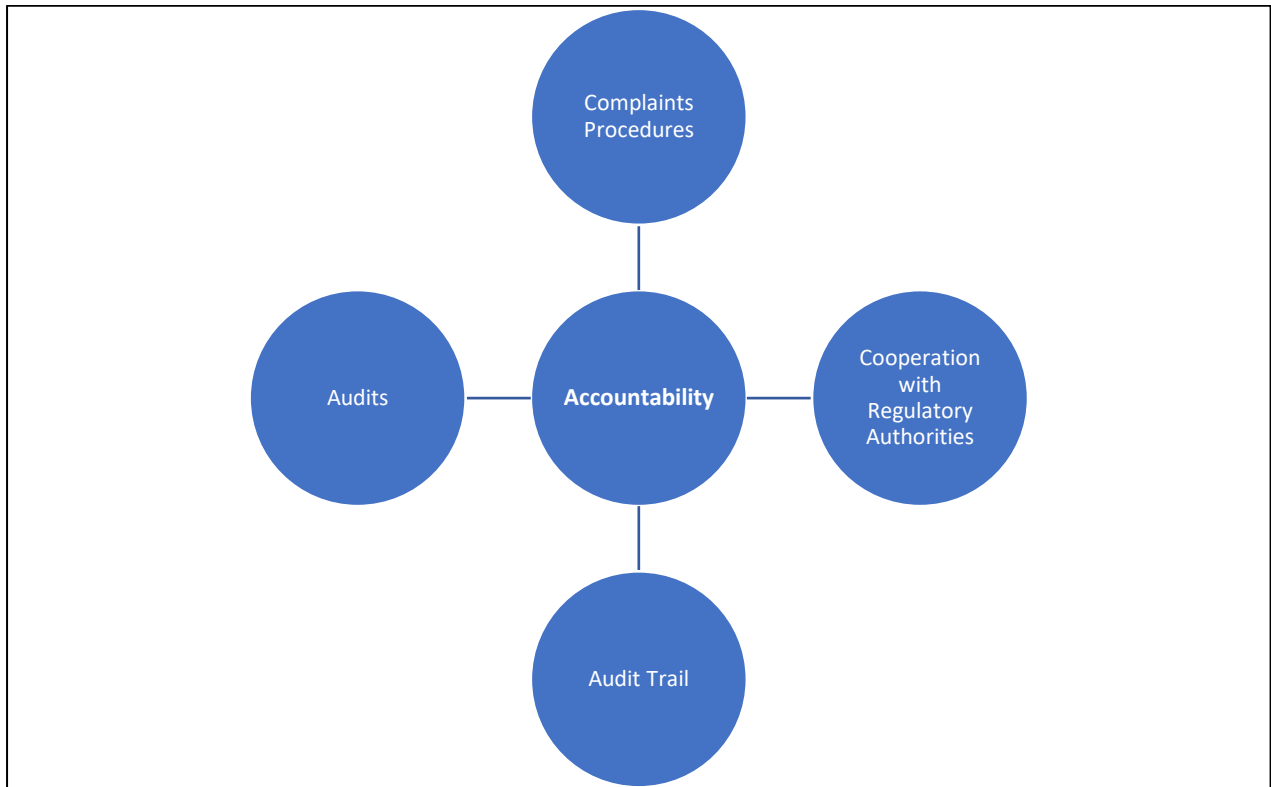 Complaints
Procedures
Audits
Accountability
Cooperation
with
Regulatory
Authorities
Audit Trail